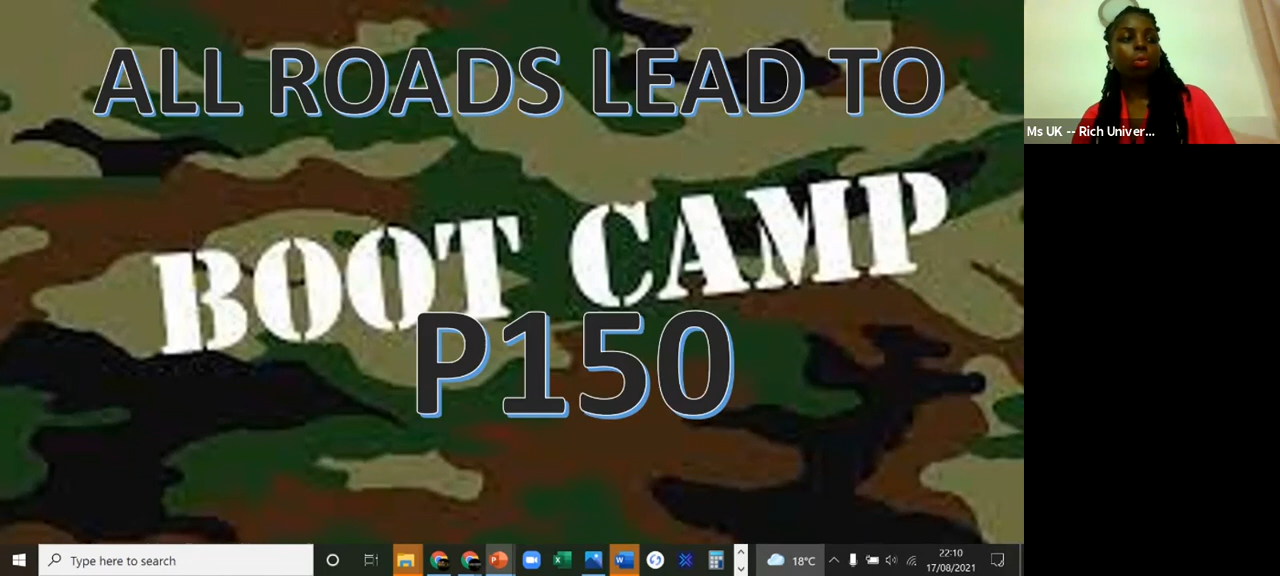 ALL ROADS LEAD TO
BOOT CAMP
P150
Ms UK -- Rich Univer...
Type here to search
18°C
22:10
17/08/2021